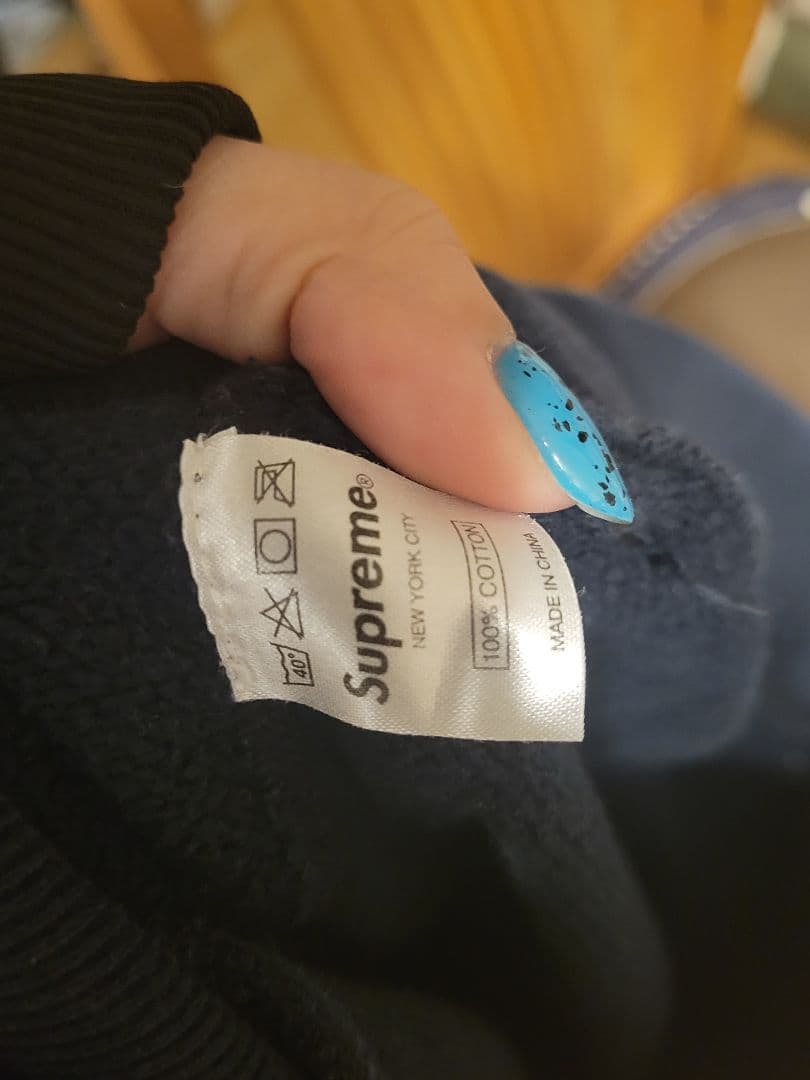 40°
Supreme®
NEW YORK CITY
100% COTTON
MADE IN CHINA